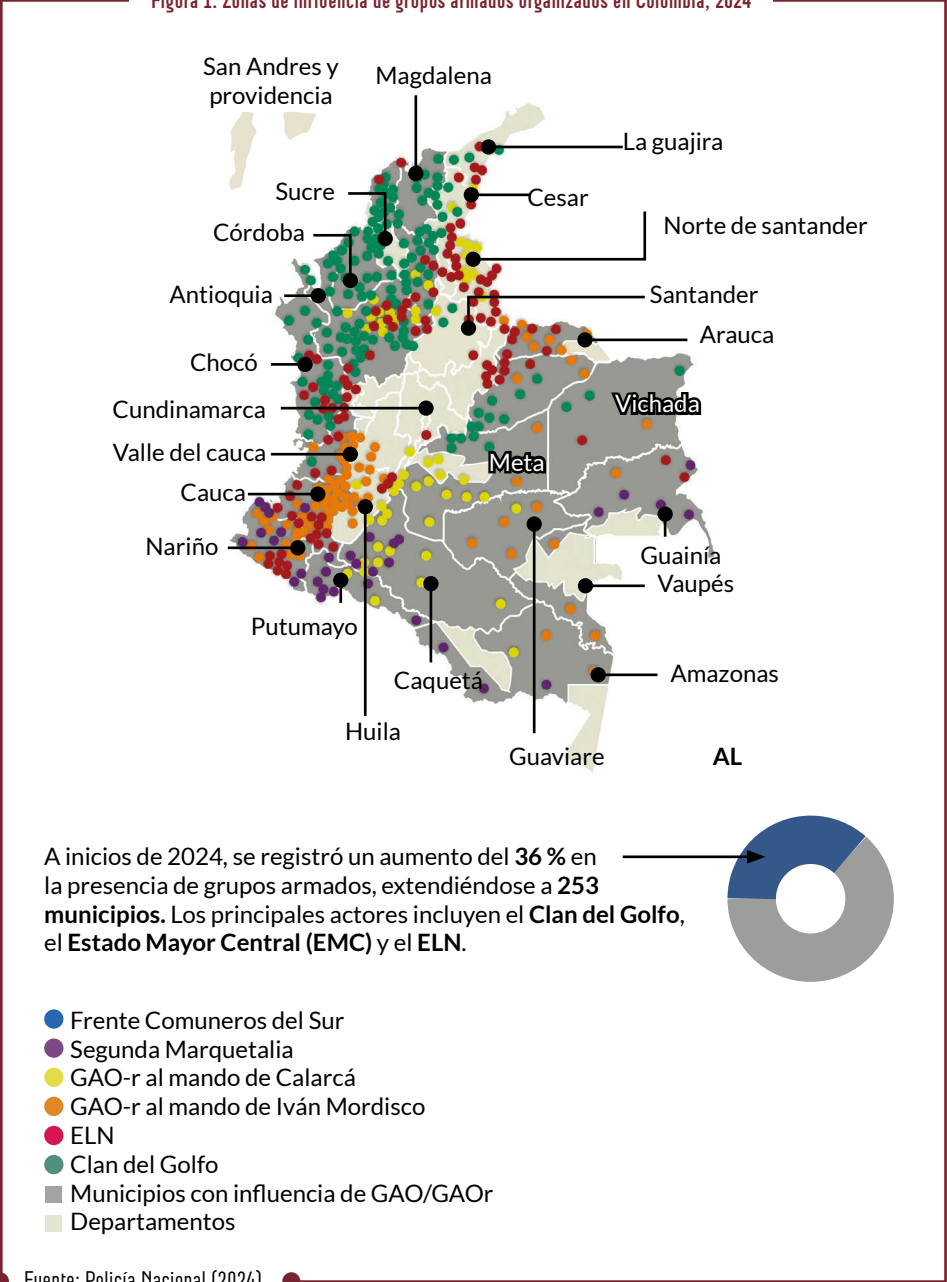 Figura 1. Zonas de influencia de grupos armados organizados en Colombia, 2024
San Andres y
providencia
Magdalena
La guajira
Sucre
Cesar
Norte de santander
Córdoba
Antioquia
Santander
Arauca
Chocó
Vichada
Cundinamarca
Valle del cauca
Meta
Cauca
Nariño
Guainía
Vaupés
Putumayo
Caquetá
Amazonas
Huila
Guaviare
AL
A inicios de 2024, se registró un aumento del 36 % en
la presencia de grupos armados, extendiéndose a 253
municipios. Los principales actores incluyen el Clan del Golfo,
el Estado Mayor Central (EMC) y el ELN.
Frente Comuneros del Sur
Segunda Marquetalia
GAO-r al mando de Calarcá
GAO-r al mando de Iván Mordisco
ELN
Clan del Golfo
Municipios con influencia de GAO/GAOr
Departamentos
Fuente: Policía Nacional (2024)